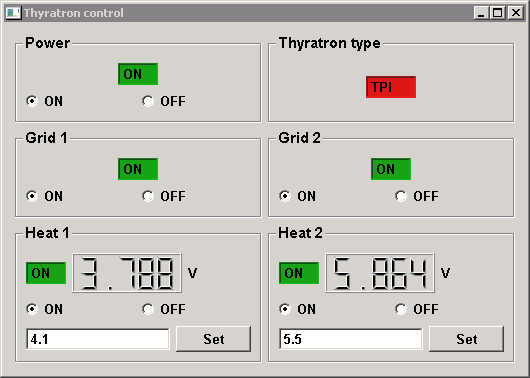 Thyratron control
Power
ON
ON OFF
Thyratron type
TPI
Grid 1
ON
ON OFF
Grid 2
ON
ON OFF
Heat 1
ON 3.788 V
ON OFF
4.1 Set
Heat 2
ON 5.864 V
ON OFF
5.5 Set